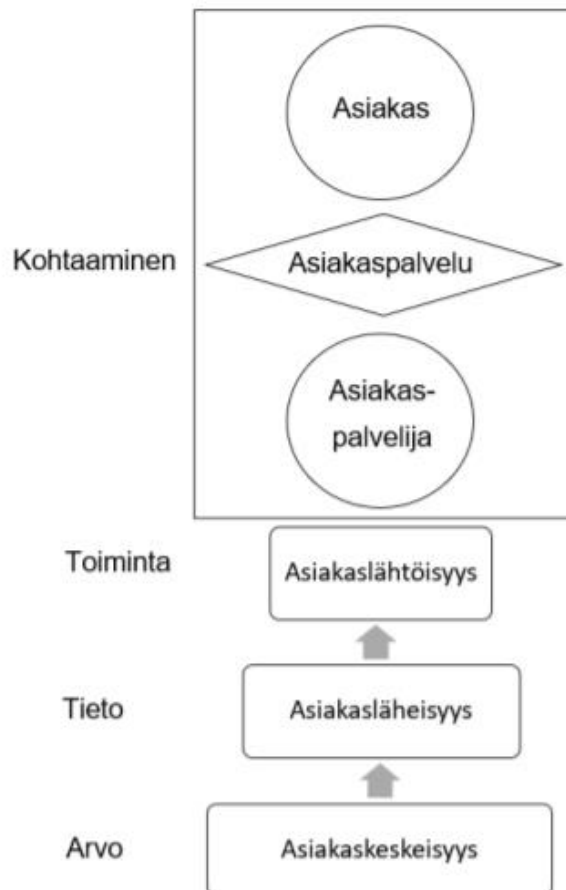 Asiakas
Kohtaaminen
Asiakaspalvelu
Asiakas-
palvelija
Toiminta
Asiakaslähtöisyys
Tieto
Asiakasläheisyys
Arvo
Asiakaskeskeisyys